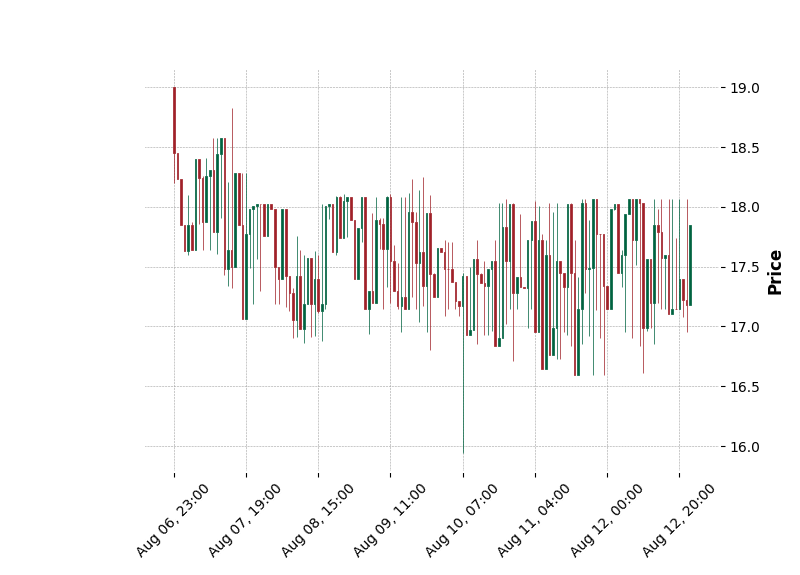 19.0
18.5
18.0
17.5
17.0
16.5
16.0
Price
Aug 06, 23:00
Aug 07, 19:00
Aug 08, 15:00
Aug 09, 11:00
Aug 10, 07:00
Aug 11, 04:00
Aug 12, 00:00
Aug 12, 20:00